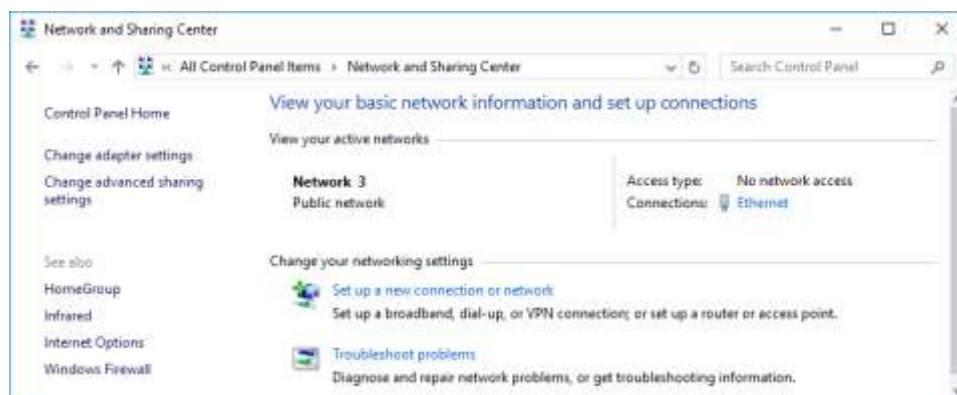 Network and Sharing Center
« All Control Panel Items › Network and Sharing Center
Search Control Panel
Control Panel Home
Change adapter settings
Change advanced sharing
settings
See also
HomeGroup
Infrared
Internet Options
Windows Firewall
View your basic network information and set up connections
View your active networks
Network 3
Public network
Access type: No network access
Connections: Ethernet
Change your networking settings
Set up a new connection or network
Set up a broadband, dial-up, or VPN connection; or set up a router or access point.
Troubleshoot problems
Diagnose and repair network problems, or get troubleshooting information.